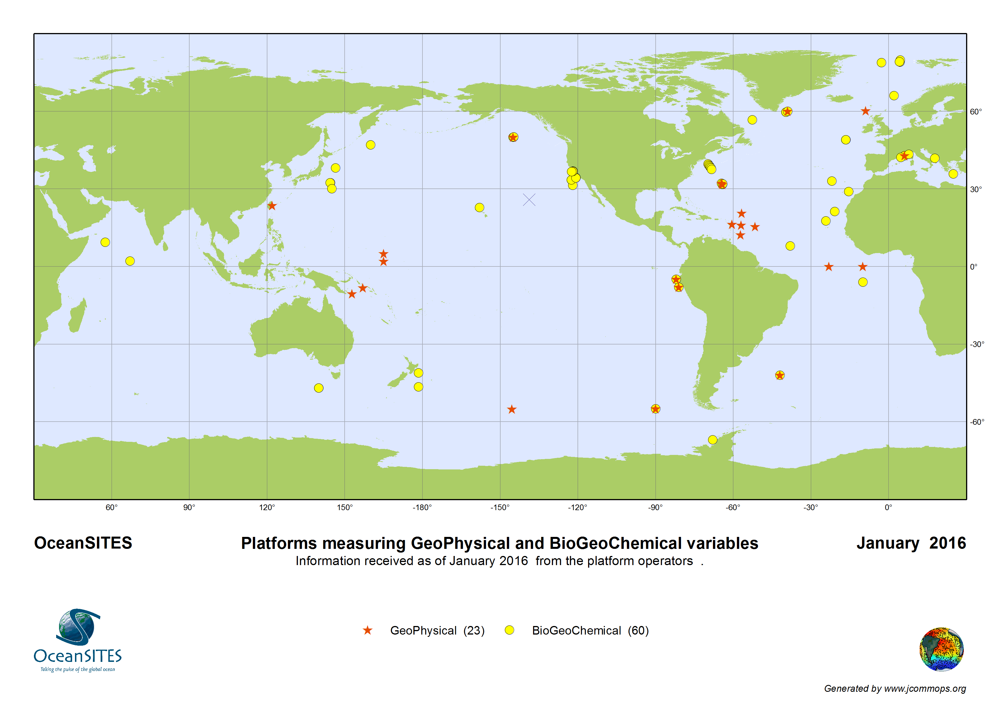 60°
30°
0°
-30°
-60°
60° 90° 120° 150° -180° -150° -120° -90° -60° -30° 0°
OceanSITES Platforms measuring GeoPhysical and BioGeoChemical variables January 2016
Information received as of January 2016 from the platform operators .
GeoPhysical (23) BioGeoChemical (60)
OceanSITES
Taking the pulse of the global ocean
Generated by www.jcommops.org